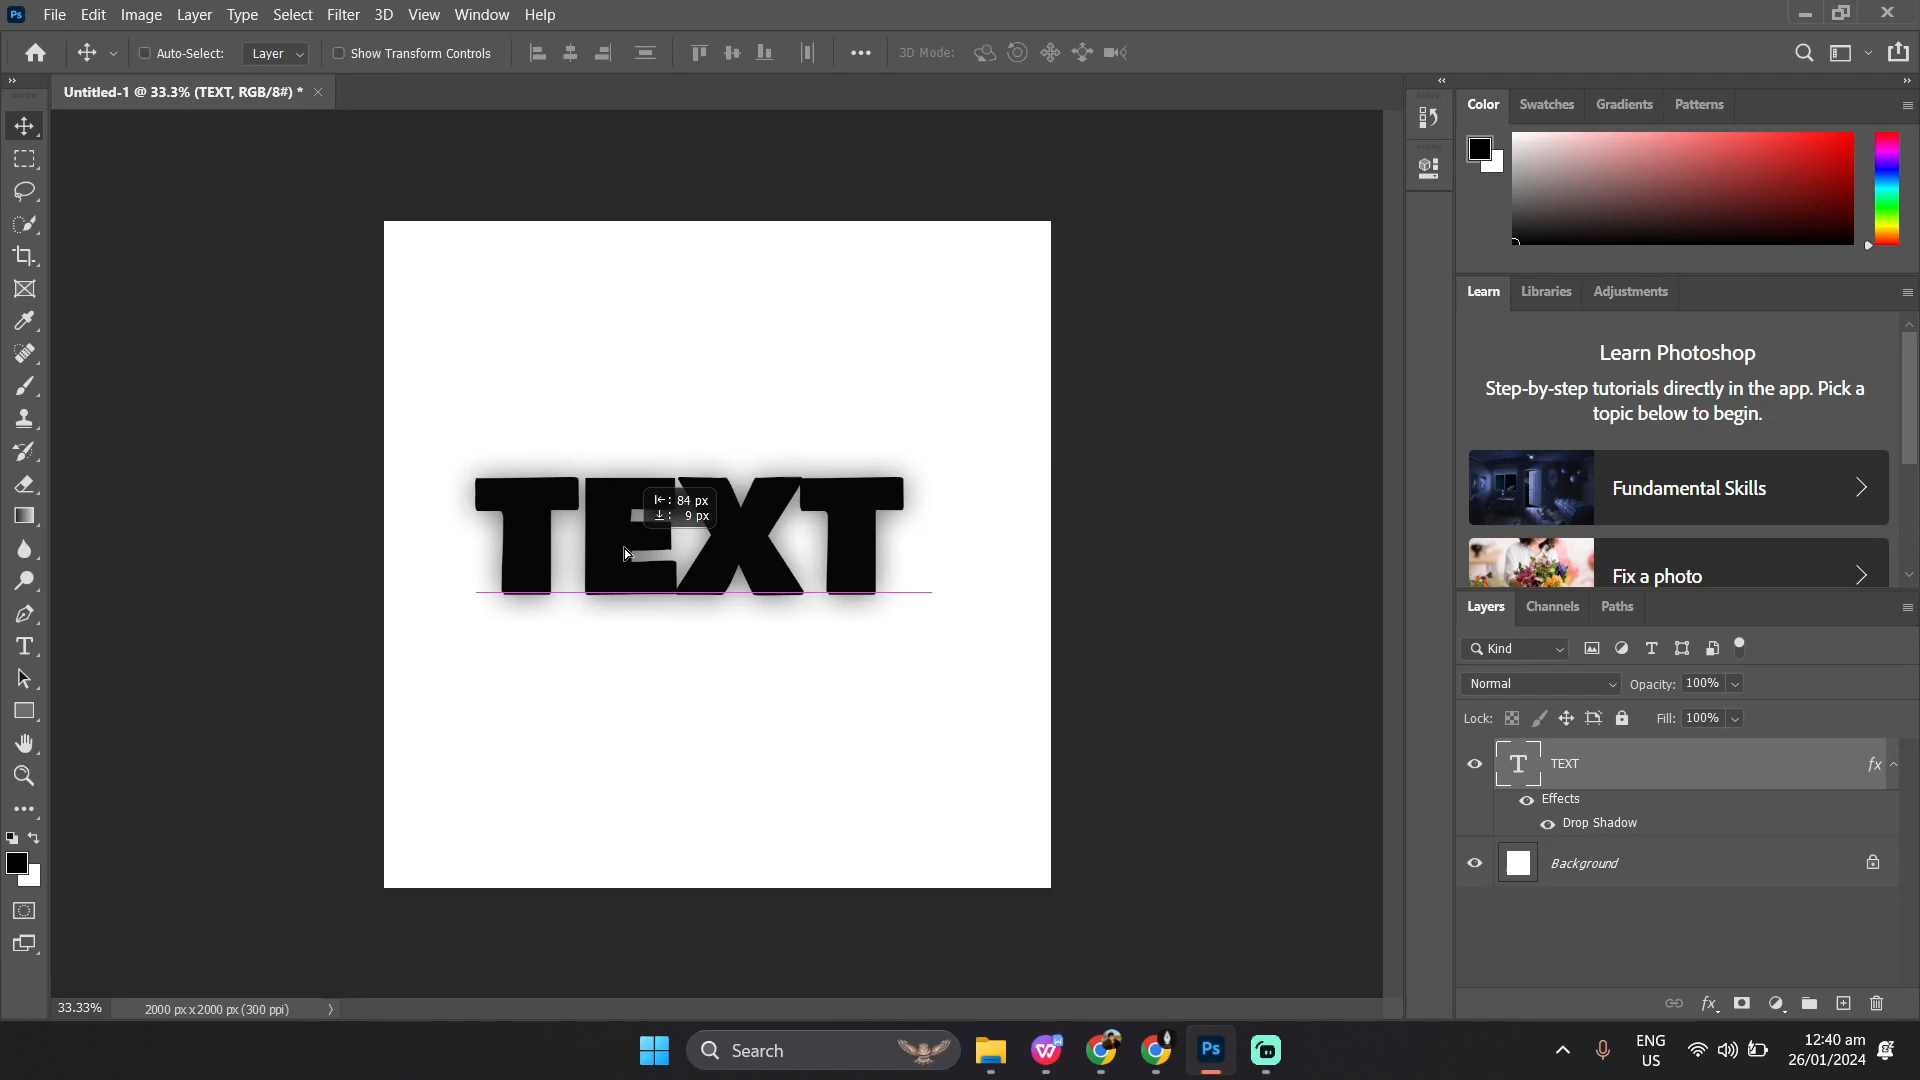 Ps File Edit Image Layer Type Select Filter 3D View Window Help
Auto-Select: Layer Show Transform Controls 3D Mode:
Untitled-1 @ 33.3% (TEXT, RGB/8#) *
Color Swatches Gradients Patterns
Learn Libraries Adjustments
Learn Photoshop
Step-by-step tutorials directly in the app. Pick a
topic below to begin.
Fundamental Skills
Fix a photo
TEXT
: 84 px
: 9 px
Layers Channels Paths
Kind
Normal Opacity: 100%
Lock: Fill: 100%
T TEXT fx
Effects
Drop Shadow
Background
fx
33.33% 2000 px x 2000 px (300 ppi)
Search
Ps
ENG
US
12:40 am
26/01/2024